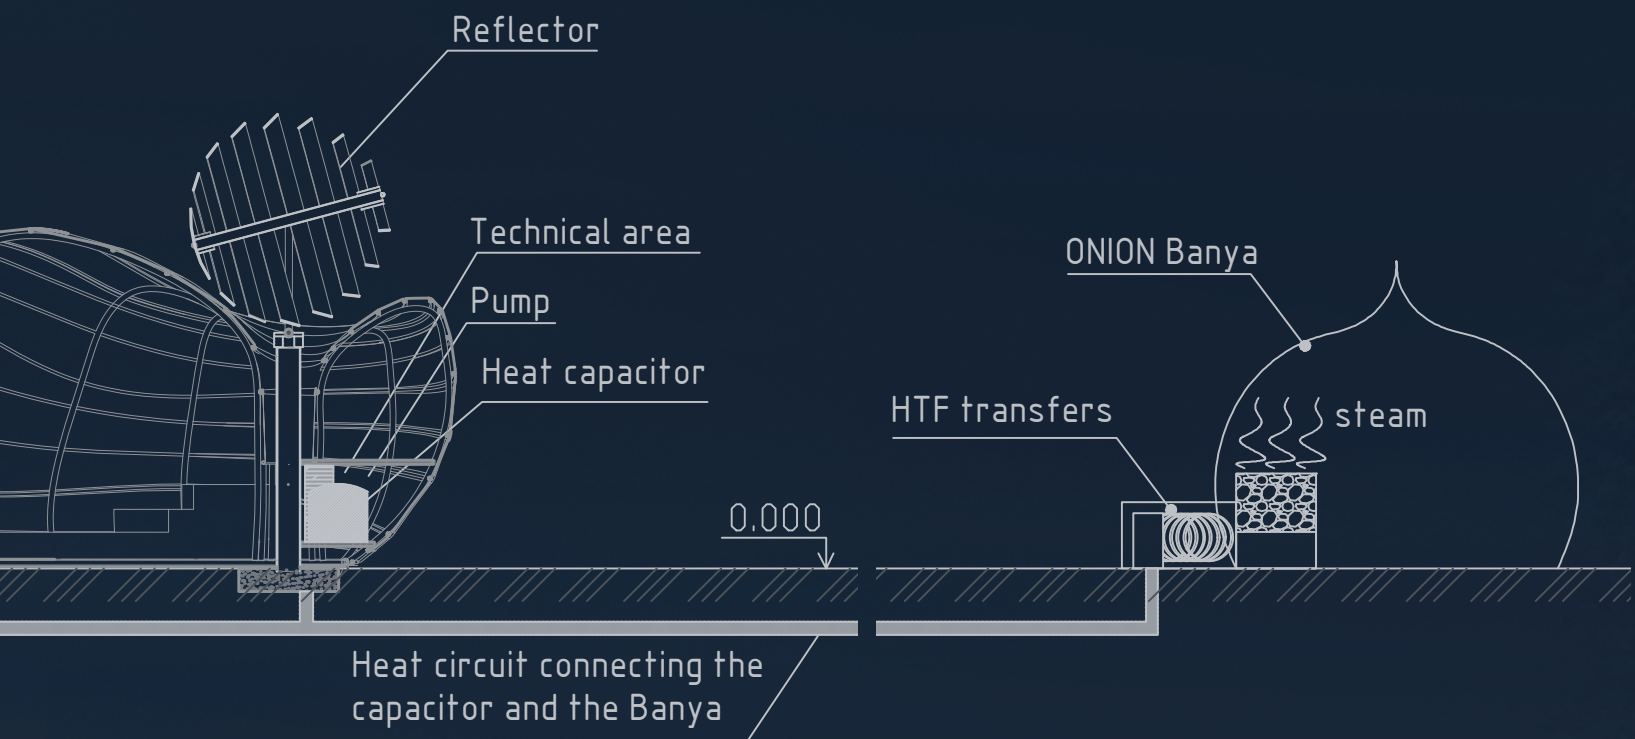 Reflector
Technical area
Pump
Heat capacitor
ONION Banya
HTF transfers
steam
0.000
Heat circuit connecting the
capacitor and the Banya